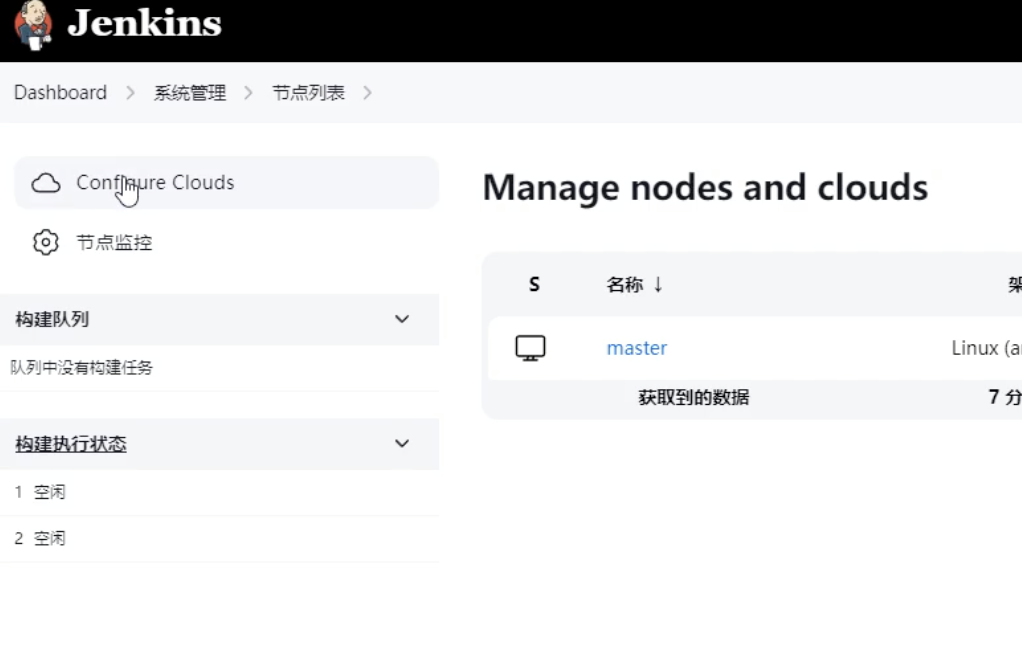 Jenkins
Dashboard > 系统管理 > 节点列表 >
Configure Clouds
节点监控
构建队列
队列中没有构建任务
构建执行状态
1 空闲
2 空闲
Manage nodes and clouds
S 名称 ↓
master Linux (a
获取到的数据 7 分